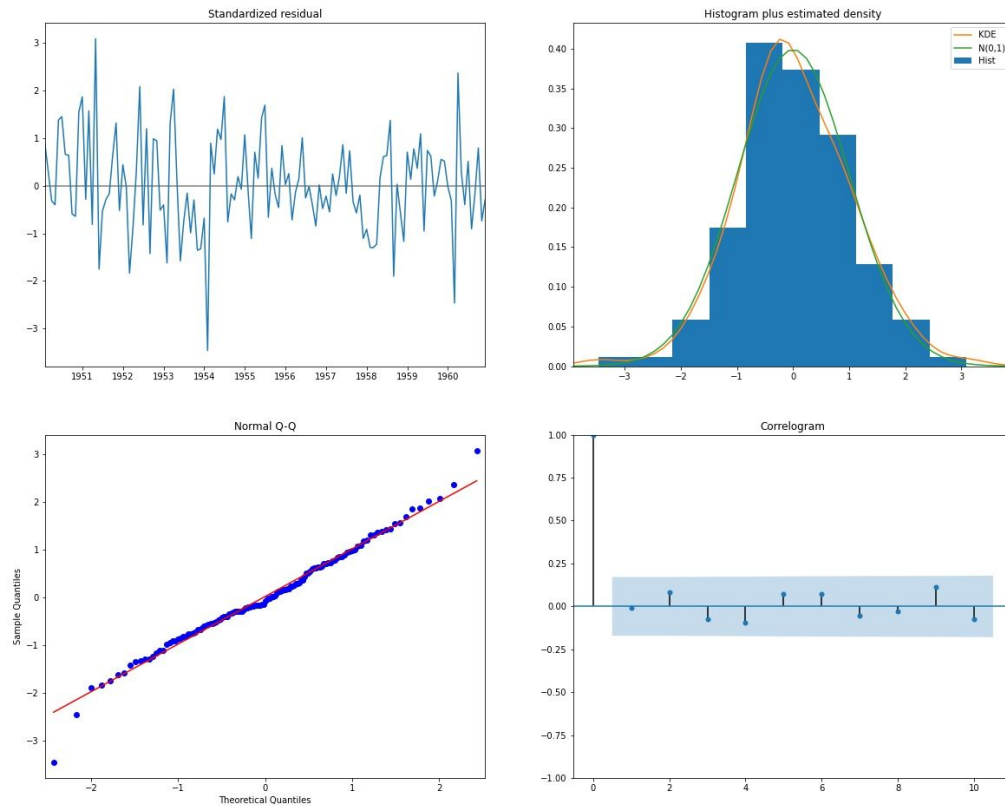 Standardized residual
3
2
1
0
−1
−2
−3
1951 1952 1953 1954 1955 1956 1957 1958 1959 1960
Histogram plus estimated density
KDE
N(0,1)
Hist
0.40
0.35
0.30
0.25
0.20
0.15
0.10
0.05
0.00
−3 −2 −1 0 1 2 3
Normal Q-Q
Sample Quantiles
3
2
1
0
−1
−2
−3
−2 −1 0 1 2
Theoretical Quantiles
Correlogram
1.00
0.75
0.50
0.25
0.00
−0.25
−0.50
−0.75
−1.00
0 2 4 6 8 10